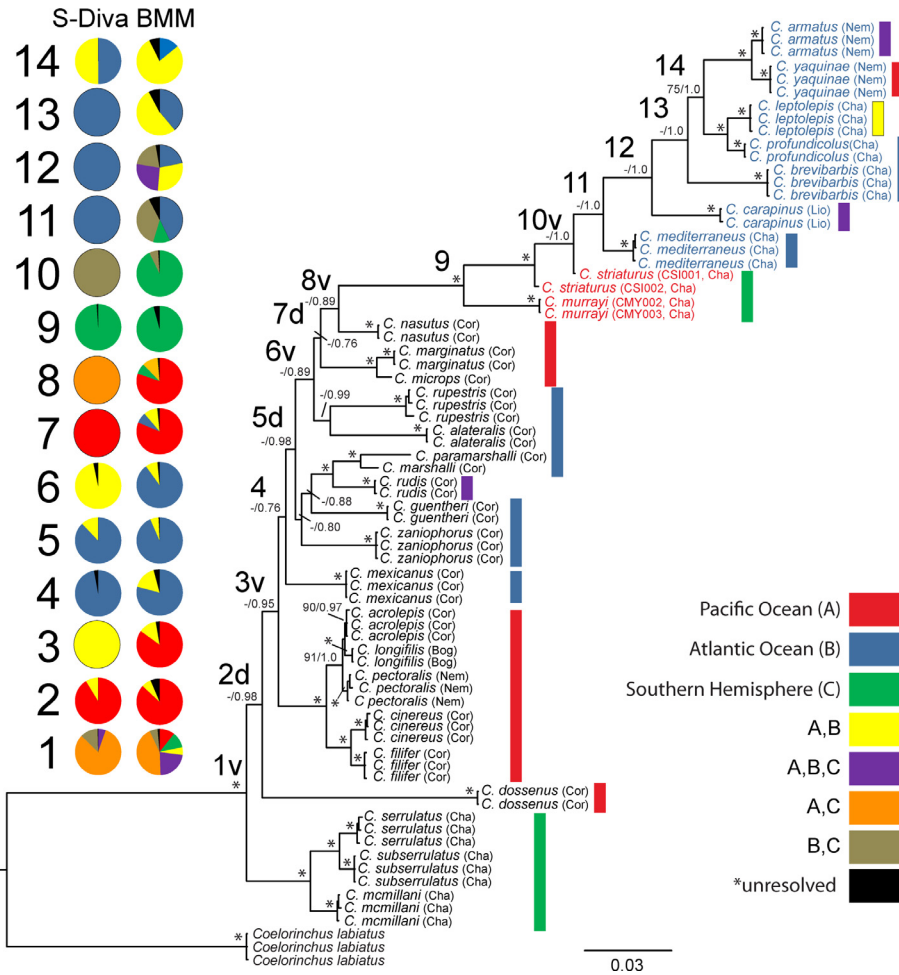 S-Diva BMM
14
13
12
11
10
9
8
7
6
5
4
3
2
1
C. armatus (Nem)
C. armatus (Nem)
C. armatus (Nem)
C. yaquinae (Nem)
C. yaquinae (Nem)
C. yaquinae (Nem)
C. leptolepis (Cha)
C. leptolepis (Cha)
C. leptolepis (Cha)
C. profundicolus(Cha)
C. profundicolus (Cha)
C. brevibarbis (Cha)
C. brevibarbis (Cha)
C. brevibarbis (Cha)
C. carapinus (Lio)
C. carapinus (Lio)
C. mediterraneus (Cha)
C. mediterraneus (Cha)
C. mediterraneus (Cha)
C. striaturus (CSI001, Cha)
C. striaturus (CSI002, Cha)
C. murrayi (CMY002, Cha)
C. murrayi (CMY003, Cha)
C. nasutus (Cor)
C. nasutus (Cor)
C. marginatus (Cor)
C. marginatus (Cor)
C. microps (Cor)
C. rupestris (Cor)
C. rupestris (Cor)
C. rupestris (Cor)
C. alateralis (Cor)
C. alateralis (Cor)
C. paramarshalli (Cor)
C. marshalli (Cor)
C. rudis (Cor)
C. rudis (Cor)
C. guentheri (Cor)
C. guentheri (Cor)
C. zaniophorus (Cor)
C. zaniophorus (Cor)
C. zaniophorus (Cor)
C. mexicanus (Cor)
C. mexicanus (Cor)
C. mexicanus (Cor)
C. acrolepis (Cor)
C. acrolepis (Cor)
C. acrolepis (Cor)
C. longifilis (Bog)
C. longifilis (Bog)
C. pectoralis (Nem)
C. pectoralis (Nem)
C pectoralis (Nem)
C. cinereus (Cor)
C. cinereus (Cor)
C. cinereus (Cor)
C. filifer (Cor)
C. filifer (Cor)
C. filifer (Cor)
C. dossenus (Cor)
C. dossenus (Cor)
C. serrulatus (Cha)
C. serrulatus (Cha)
C. serrulatus (Cha)
C. subserrulatus (Cha)
C. subserrulatus (Cha)
C. subserrulatus (Cha)
C. mcmillani (Cha)
C. mcmillani (Cha)
C. mcmillani (Cha)
Coelorinchus labiatus
Coelorinchus labiatus
Coelorinchus labiatus
14
75/1.0
13
-/1.0
12
-/1.0
11
-/1.0
10v
-/1.0
9
8v
-/0.89
7d
-/0.76
6v
-/0.89
-/0.99
5d
-/0.98
-/0.88
-/0.80
4
-/0.76
3v
-/0.95
90/0.97
91/1.0
2d
-/0.98
1v
Pacific Ocean (A)
Atlantic Ocean (B)
Southern Hemisphere (C)
A,B
A,B,C
A,C
B,C
*unresolved
0.03